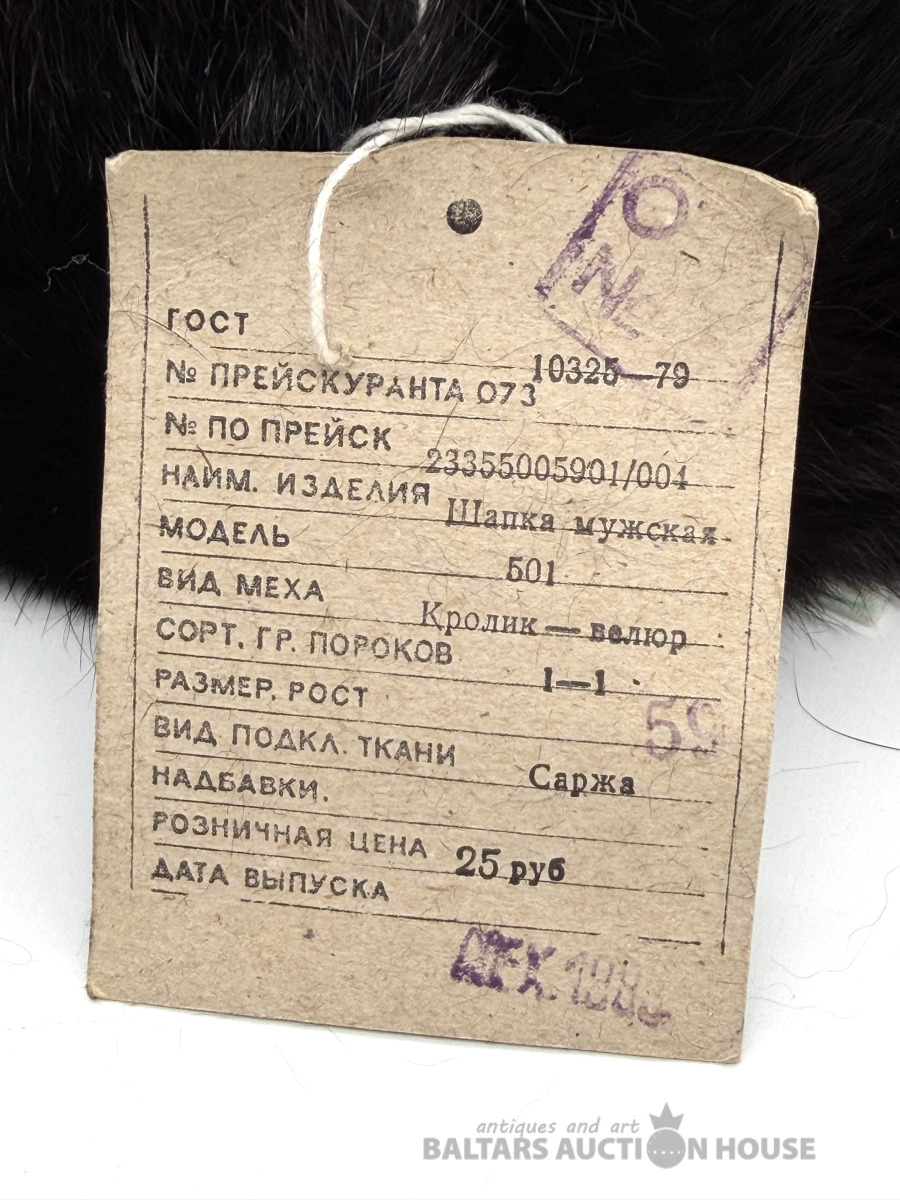 О
№
ГОСТ 10325—79
№ ПРЕЙСКУРАНТА 073
№ ПО ПРЕЙСК 23355005901/004
НАИМ. ИЗДЕЛИЯ Шапка мужская
МОДЕЛЬ 501
ВИД МЕХА Кролик — велюр
СОРТ. ГР. ПОРОКОВ 1—1
РАЗМЕР. РОСТ 59
ВИД ПОДКЛ. ТКАНИ Саржа
НАДБАВКИ.
РОЗНИЧНАЯ ЦЕНА 25 руб
ДАТА ВЫПУСКА
antiques and art
BALTARS AUCTION HOUSE